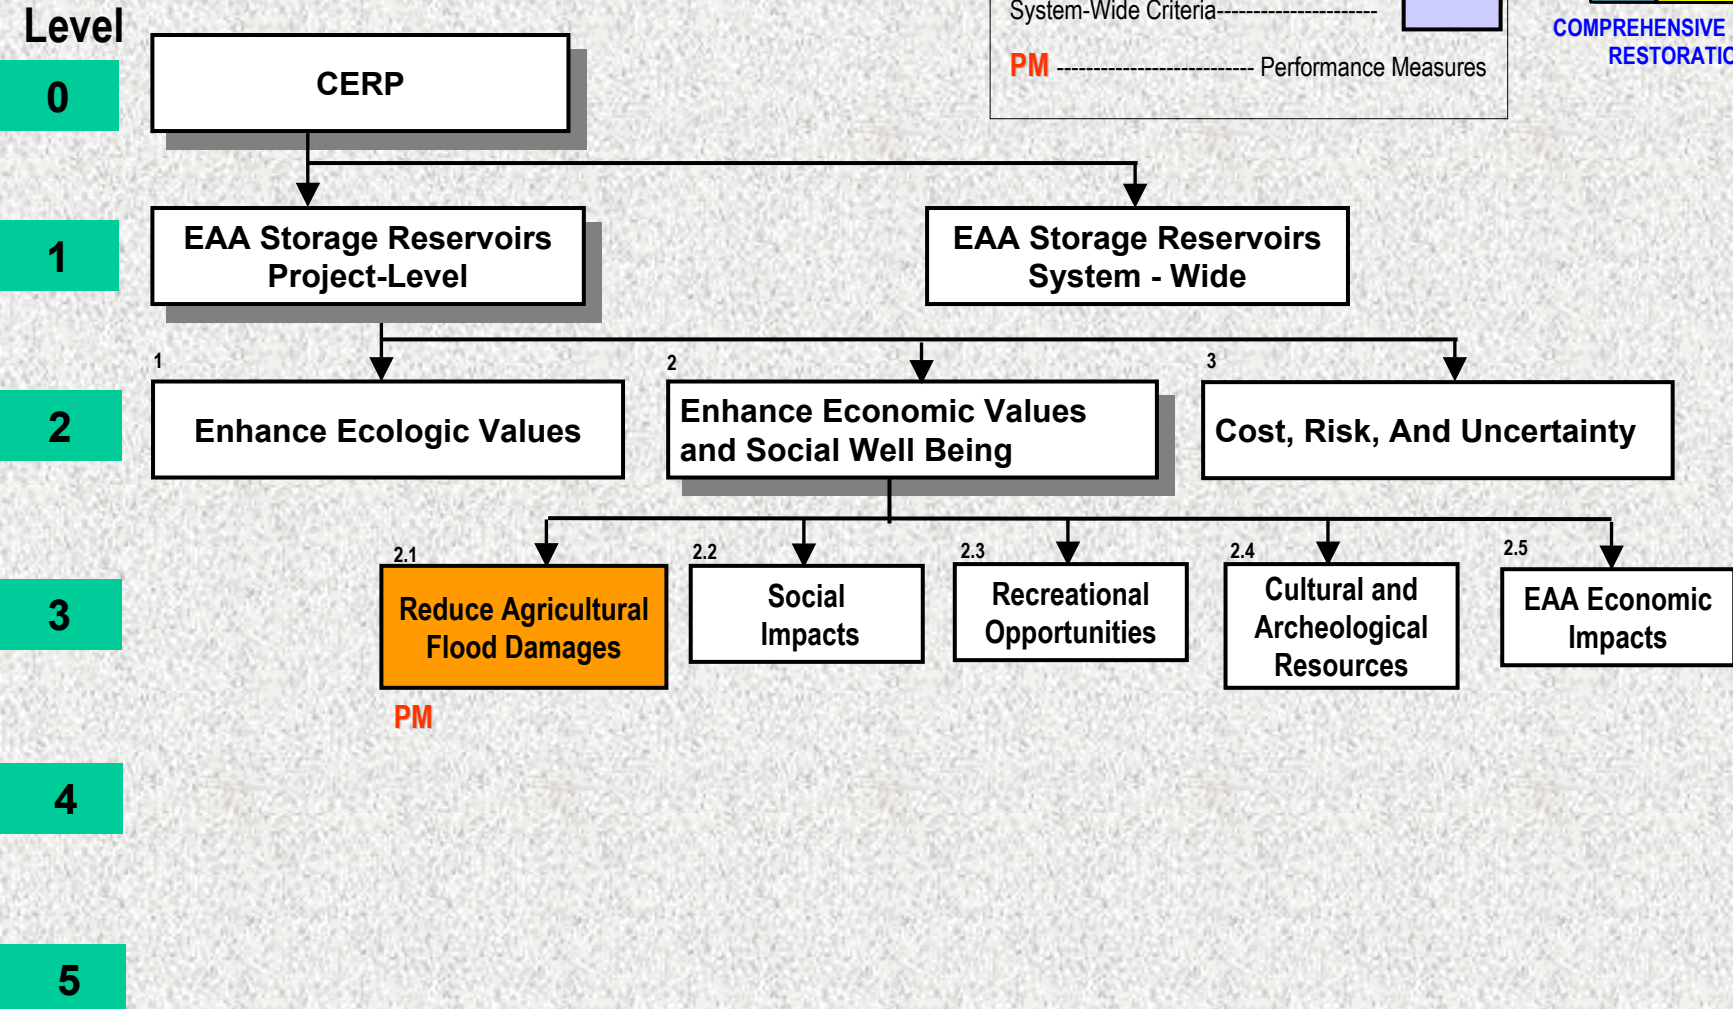 Level
System-Wide Criteria----------------------
COMPREHENSIVE
PM --------------------------- Performance Measures
0
CERP
1
EAA Storage Reservoirs
Project-Level
EAA Storage Reservoirs
System - Wide
1
2
3
2
Enhance Ecologic Values
Enhance Economic Values
and Social Well Being
Cost, Risk, And Uncertainty
2.1
2.2
2.3
2.4
2.5
3
Reduce Agricultural
Flood Damages
Social
Impacts
Recreational
Opportunities
Cultural and
Archeological
Resources
EAA Economic
Impacts
PM
4
5